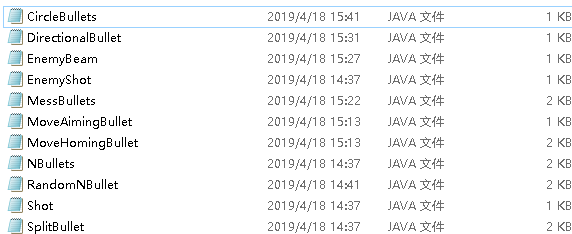 CircleBullets 2019/4/18 15:41 JAVA 文件 1 KB
DirectionalBullet 2019/4/18 15:31 JAVA 文件 1 KB
EnemyBeam 2019/4/18 15:27 JAVA 文件 1 KB
EnemyShot 2019/4/18 14:37 JAVA 文件 1 KB
MessBullets 2019/4/18 15:22 JAVA 文件 2 KB
MoveAimingBullet 2019/4/18 15:13 JAVA 文件 1 KB
MoveHomingBullet 2019/4/18 15:13 JAVA 文件 2 KB
NBullets 2019/4/18 14:37 JAVA 文件 2 KB
RandomNBullet 2019/4/18 14:41 JAVA 文件 2 KB
Shot 2019/4/18 14:37 JAVA 文件 1 KB
SplitBullet 2019/4/18 14:37 JAVA 文件 2 KB